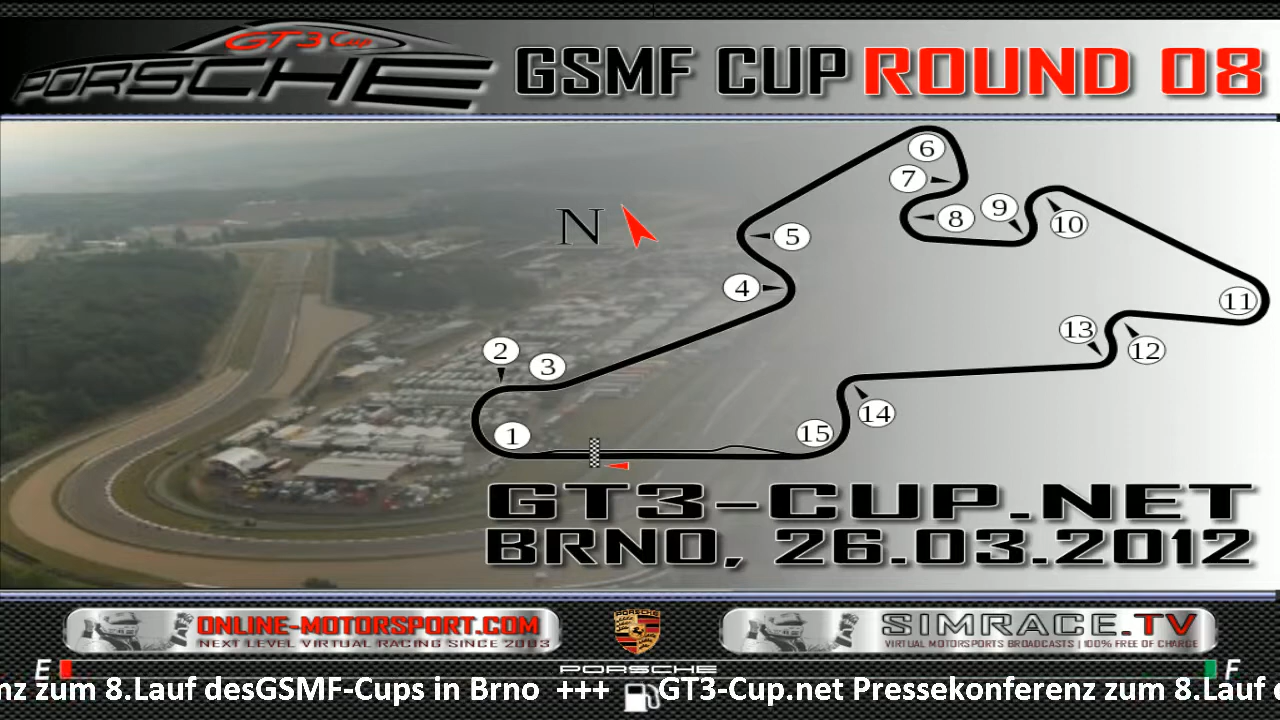 GT3 Cup
PORSCHE
GSMF CUP ROUND 08
6
7
8
9
10
N
5
4
11
13
12
2
3
14
1
15
GT3-CUP.NET
BRNO, 26.03.2012
ONLINE-MOTORSPORT.COM
NEXT LEVEL VIRTUAL RACING SINCE 2003
PORSCHE
SIMRACE.TV
VIRTUAL MOTORSPORTS BROADCASTS | 100% FREE OF CHARGE
E
PORSCHE
F
nz zum 8.Lauf desGSMF-Cups in Brno +++ GT3-Cup.net Pressekonferenz zum 8.Lauf